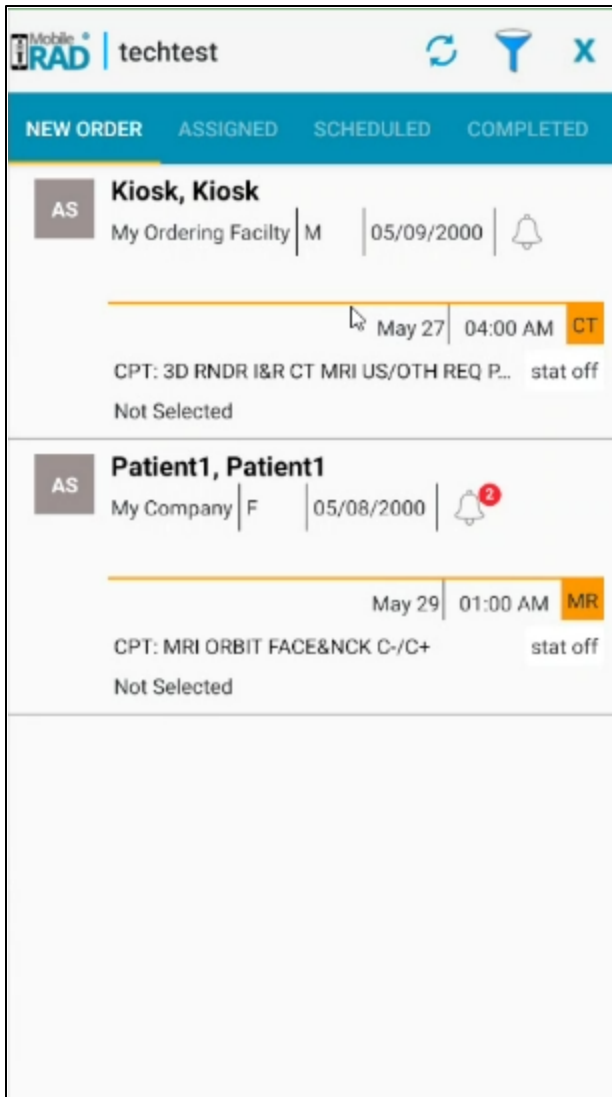 Mobile
RAD techtest X
NEW ORDER ASSIGNED SCHEDULED COMPLETED
AS Kiosk, Kiosk
My Ordering Facilty M 05/09/2000
May 27 04:00 AM CT
CPT: 3D RNDR I&R CT MRI US/OTH REQ P... stat off
Not Selected
AS Patient1, Patient1
My Company F 05/08/2000 2
May 29 01:00 AM MR
CPT: MRI ORBIT FACE&NCK C-/C+ stat off
Not Selected